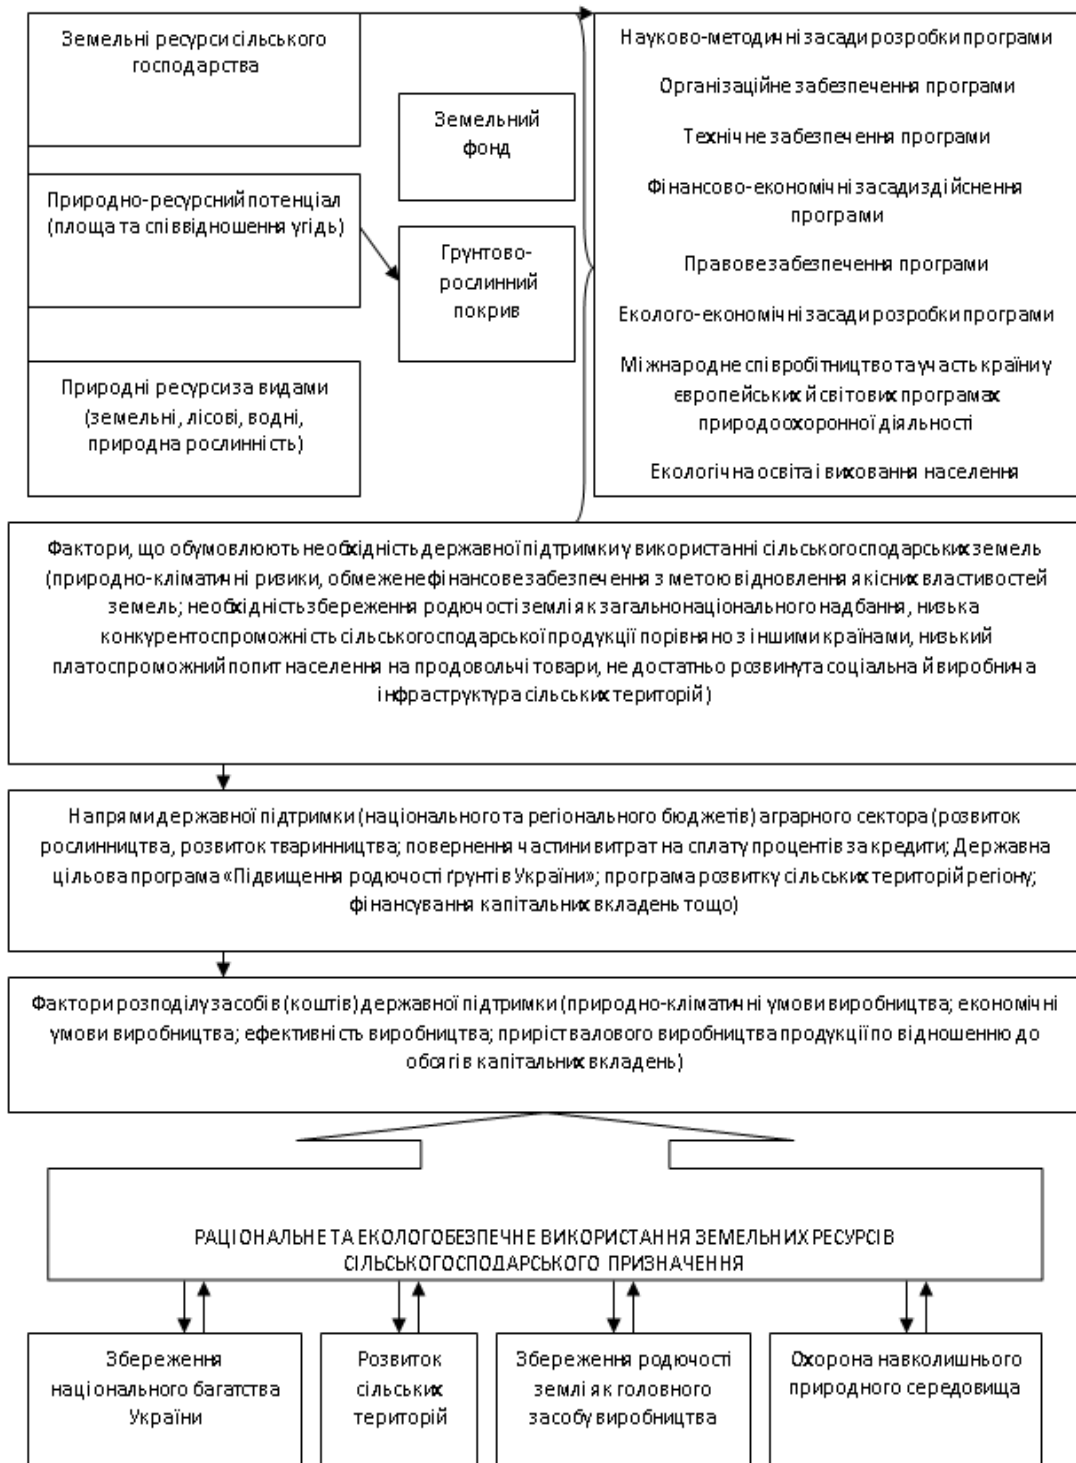 Земельні ресурси сільського
господарства
Земельний
фонд
Природно-ресурсний потенціал
(площа та співвідношення угідь)
Грунтово-
рослинний
покрив
Природні ресурси за видами
(земельні, лісові, водні,
природна рослинність)
Науково-методичні засади розробки програми
Організаційне забезпечення програми
Технічне забезпечення програми
Фінансово-економічні засади здійснення
програми
Правове забезпечення програми
Еколого-економічні засади розробки програми
Міжнародне співробітництво та участь країни у
європейських й світових програмах
природоохоронної діяльності
Екологічна освіта і виховання населення
Фактори, що обумовлюють необхідність державної підтримки у використанні сільськогосподарських земель
(природно-кліматичні ризики, обмежене фінансове забезпечення з метою відновлення якісних властивостей
земель; необхідність збереження родючості землі як загальнонаціонального надбання, низька
конкурентоспроможність сільськогосподарської продукції порівняно з іншими країнами, низький
платоспроможний попит населення на продовольчі товари, не достатньо розвинута соціальна й виробнича
інфраструктура сільських територій)
Напрями державної підтримки (національного та регіонального бюджетів) аграрного сектора (розвиток
рослинництва, розвиток тваринництва; повернення частини витрат на сплату процентів за кредити; Державна
цільова програма «Підвищення родючості ґрунтів України»; програма розвитку сільських територій регіону;
фінансування капітальних вкладень тощо)
Фактори розподілу засобів (коштів) державної підтримки (природно-кліматичні умови виробництва; економічні
умови виробництва; ефективність виробництва; приріст валового виробництва продукції по відношенню до
обсягів капітальних вкладень)
РАЦІОНАЛЬНЕ ТА ЕКОЛОГОБЕЗПЕЧНЕ ВИКОРИСТАННЯ ЗЕМЕЛЬНИХ РЕСУРСІВ
СІЛЬСЬКОГОСПОДАРСЬКОГО ПРИЗНАЧЕННЯ
Збереження
національного багатства
України
Розвиток
сільських
територій
Збереження родючості
землі як головного
засобу виробництва
Охорона навколишнього
природного середовища